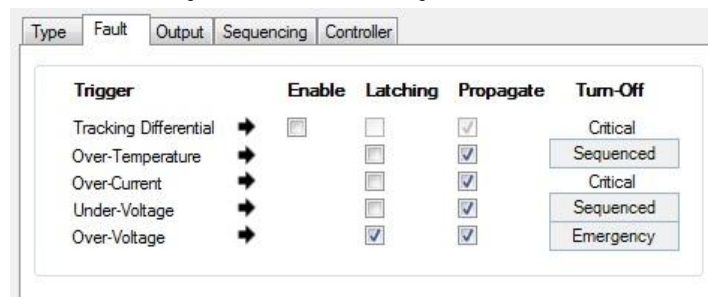 Type Fault Output Sequencing Controller
Trigger Enable Latching Propagate Turn-Off
Tracking Differential Critical
Over-Temperature Sequenced
Over-Current Critical
Under-Voltage Sequenced
Over-Voltage Emergency